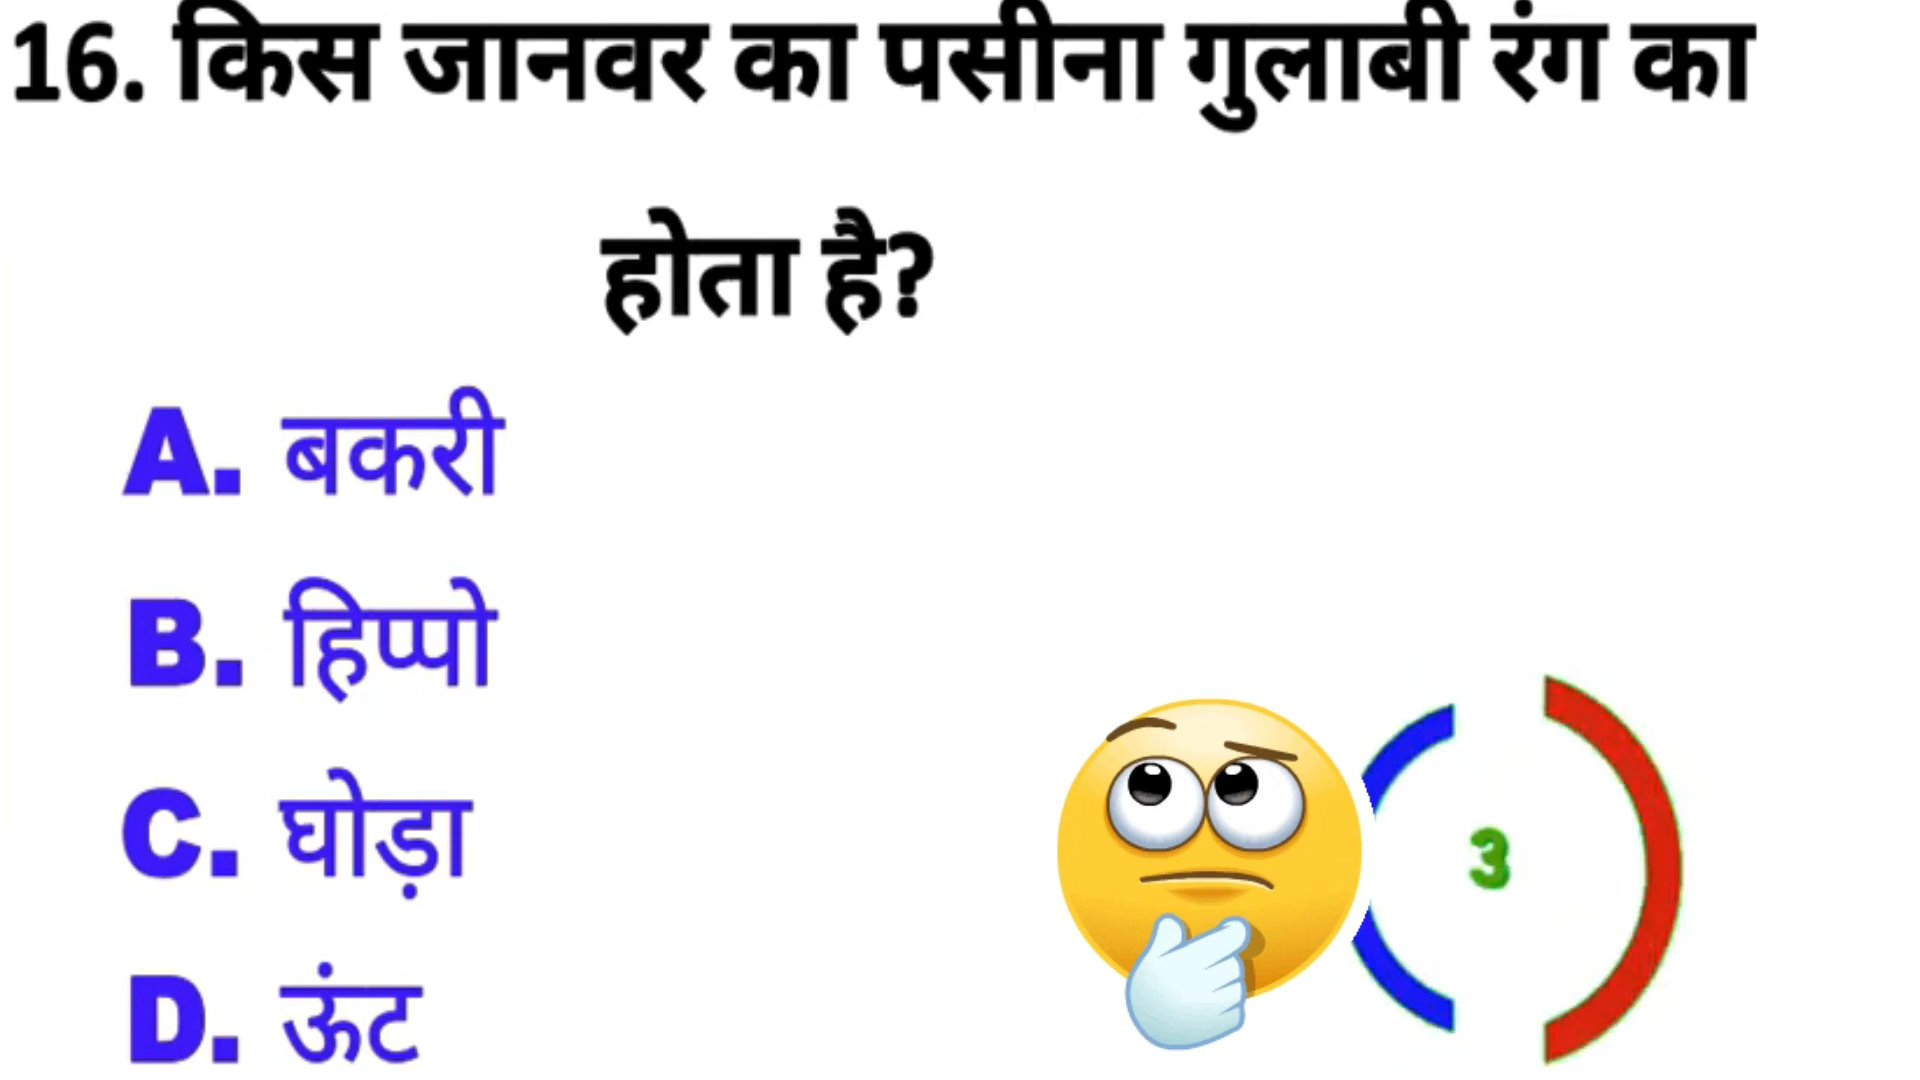 16. किस जानवर का पसीना गुलाबी रंग का
होता है?
A. बकरी
B. हिप्पो
C. घोड़ा
D. ऊंट
3